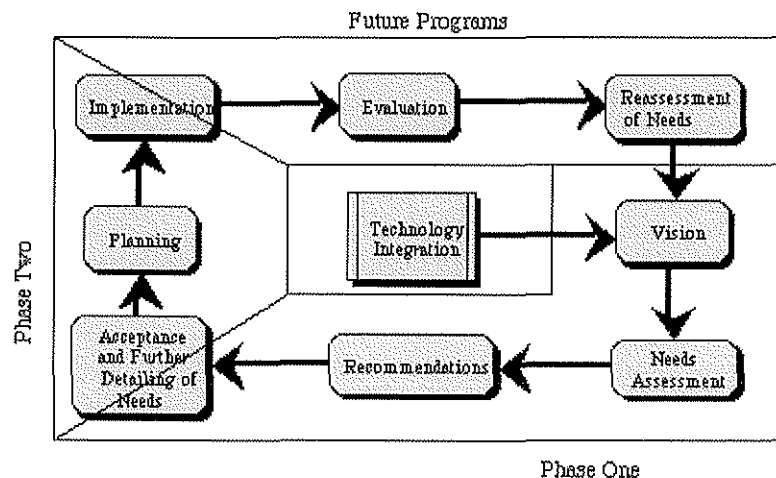 Future Programs
Implementation
Evaluation
Reassessment
of Needs
Technology
Integration
Vision
Planning
Phase Two
Acceptance
and Further
Detailing of
Needs
Recommendations
Needs
Assessment
Phase One